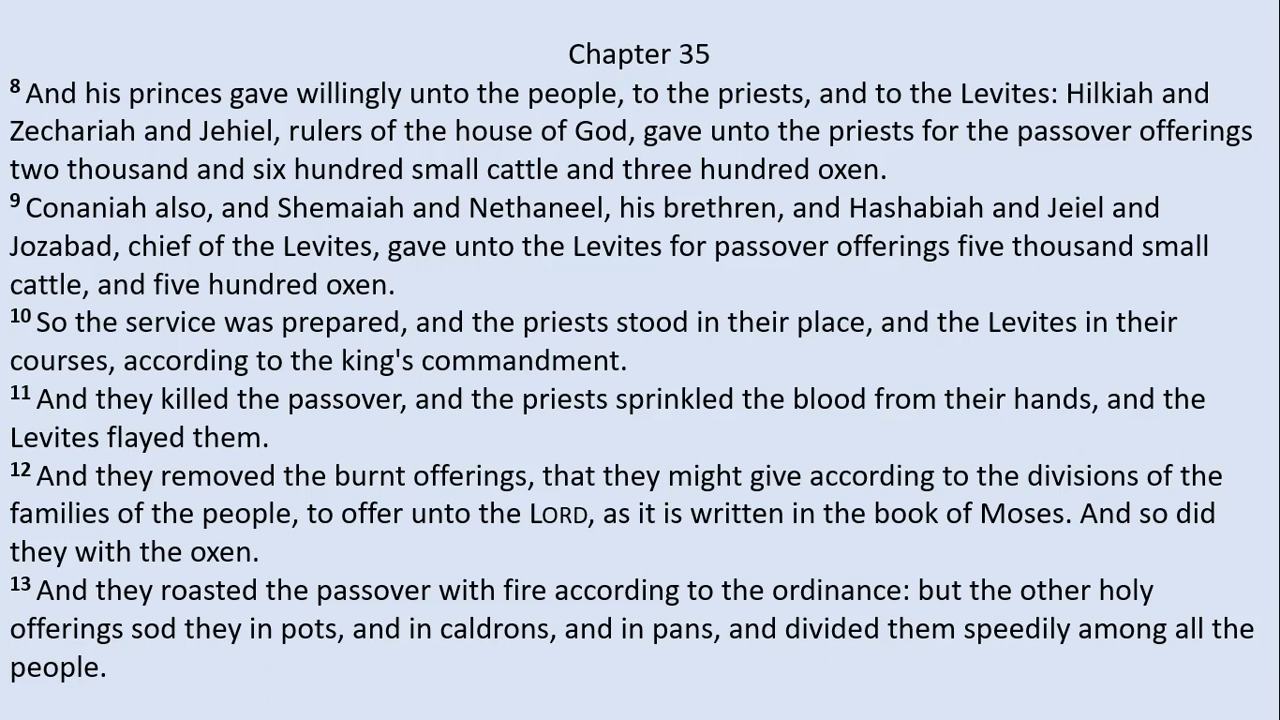 Chapter 35
8 And his princes gave willingly unto the people, to the priests, and to the Levites: Hilkiah and
Zechariah and Jehiel, rulers of the house of God, gave unto the priests for the passover offerings
two thousand and six hundred small cattle and three hundred oxen.
9 Conaniah also, and Shemaiah and Nethaneel, his brethren, and Hashabiah and Jeiel and
Jozabad, chief of the Levites, gave unto the Levites for passover offerings five thousand small
cattle, and five hundred oxen.
10 So the service was prepared, and the priests stood in their place, and the Levites in their
courses, according to the king's commandment.
11 And they killed the passover, and the priests sprinkled the blood from their hands, and the
Levites flayed them.
12 And they removed the burnt offerings, that they might give according to the divisions of the
families of the people, to offer unto the LORD, as it is written in the book of Moses. And so did
they with the oxen.
13 And they roasted the passover with fire according to the ordinance: but the other holy
offerings sod they in pots, and in caldrons, and in pans, and divided them speedily among all the
people.